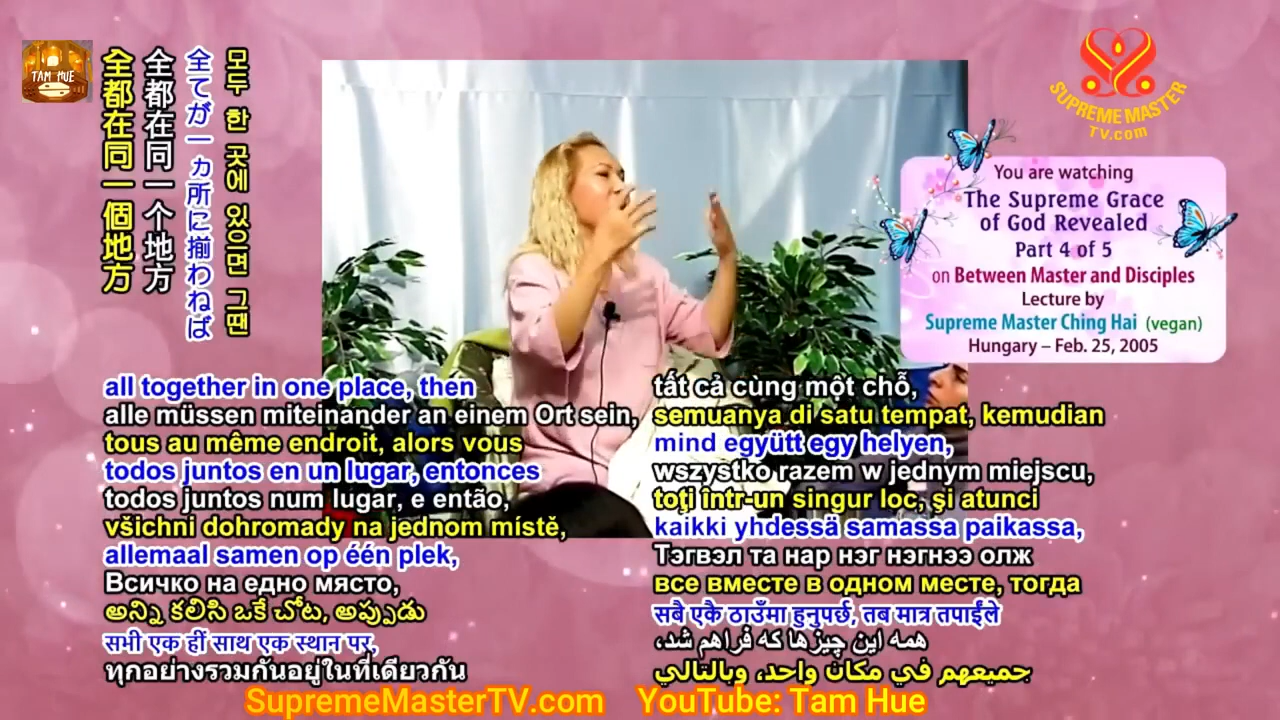 TAM HUE
全都在同一個地方
全都在同一个地方
全てが一ヵ所に揃わねば
모두 한 곳에 있으면 그땐
SUPREME MASTER
TV.com
You are watching
The Supreme Grace
of God Revealed
Part 4 of 5
on Between Master and Disciples
Lecture by
Supreme Master Ching Hai (vegan)
Hungary – Feb. 25, 2005
all together in one place, then
alle müssen miteinander an einem Ort sein,
tous au même endroit, alors vous
todos juntos en un lugar, entonces
todos juntos num lugar, e então,
všichni dohromady na jednom místě,
allemaal samen op één plek,
Всичко на едно място,
అన్ని కలిసి ఒకే చోట, అప్పుడు
सभी एक हीं साथ एक स्थान पर,
ทุกอย่างรวมกันอยู่ในที่เดียวกัน
tất cả cùng một chỗ,
semuanya di satu tempat, kemudian
mind együtt egy helyen,
wszystko razem w jednym miejscu,
toţi într-un singur loc, şi atunci
kaikki yhdessä samassa paikassa,
Тэгвэл та нар нэг нэгнээ олж
все вместе в одном месте, тогда
सबै एकै ठाउँमा हुनुपर्छ, तब मात्र तपाईंले
همه این چیزها که فراهم شد،
جميعهم في مكان واحد، وبالتالي
SupremeMasterTV.com YouTube: Tam Hue